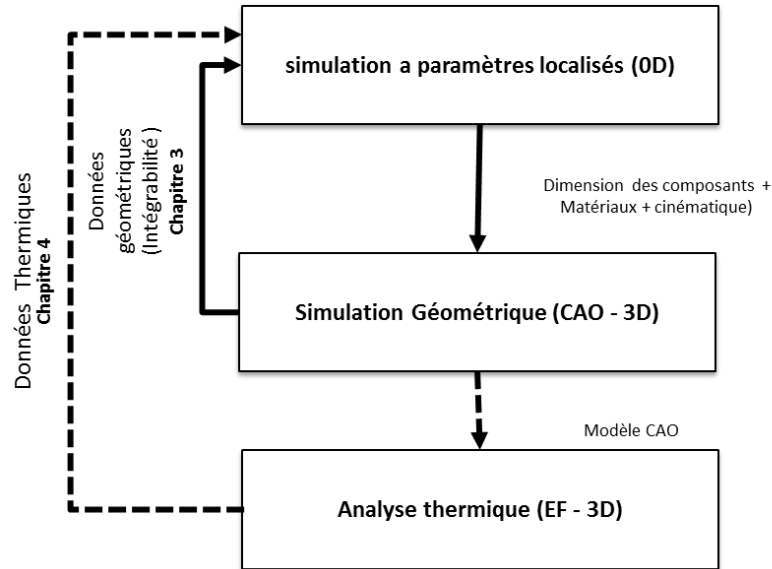 simulation a paramètres localisés (0D)
Dimension des composants +
Matériaux + cinématique)
Simulation Géométrique (CAO - 3D)
Modèle CAO
Analyse thermique (EF - 3D)
Données
géométriques
(Intégrabilité )
Chapitre 3
Données Thermiques
Chapitre 4